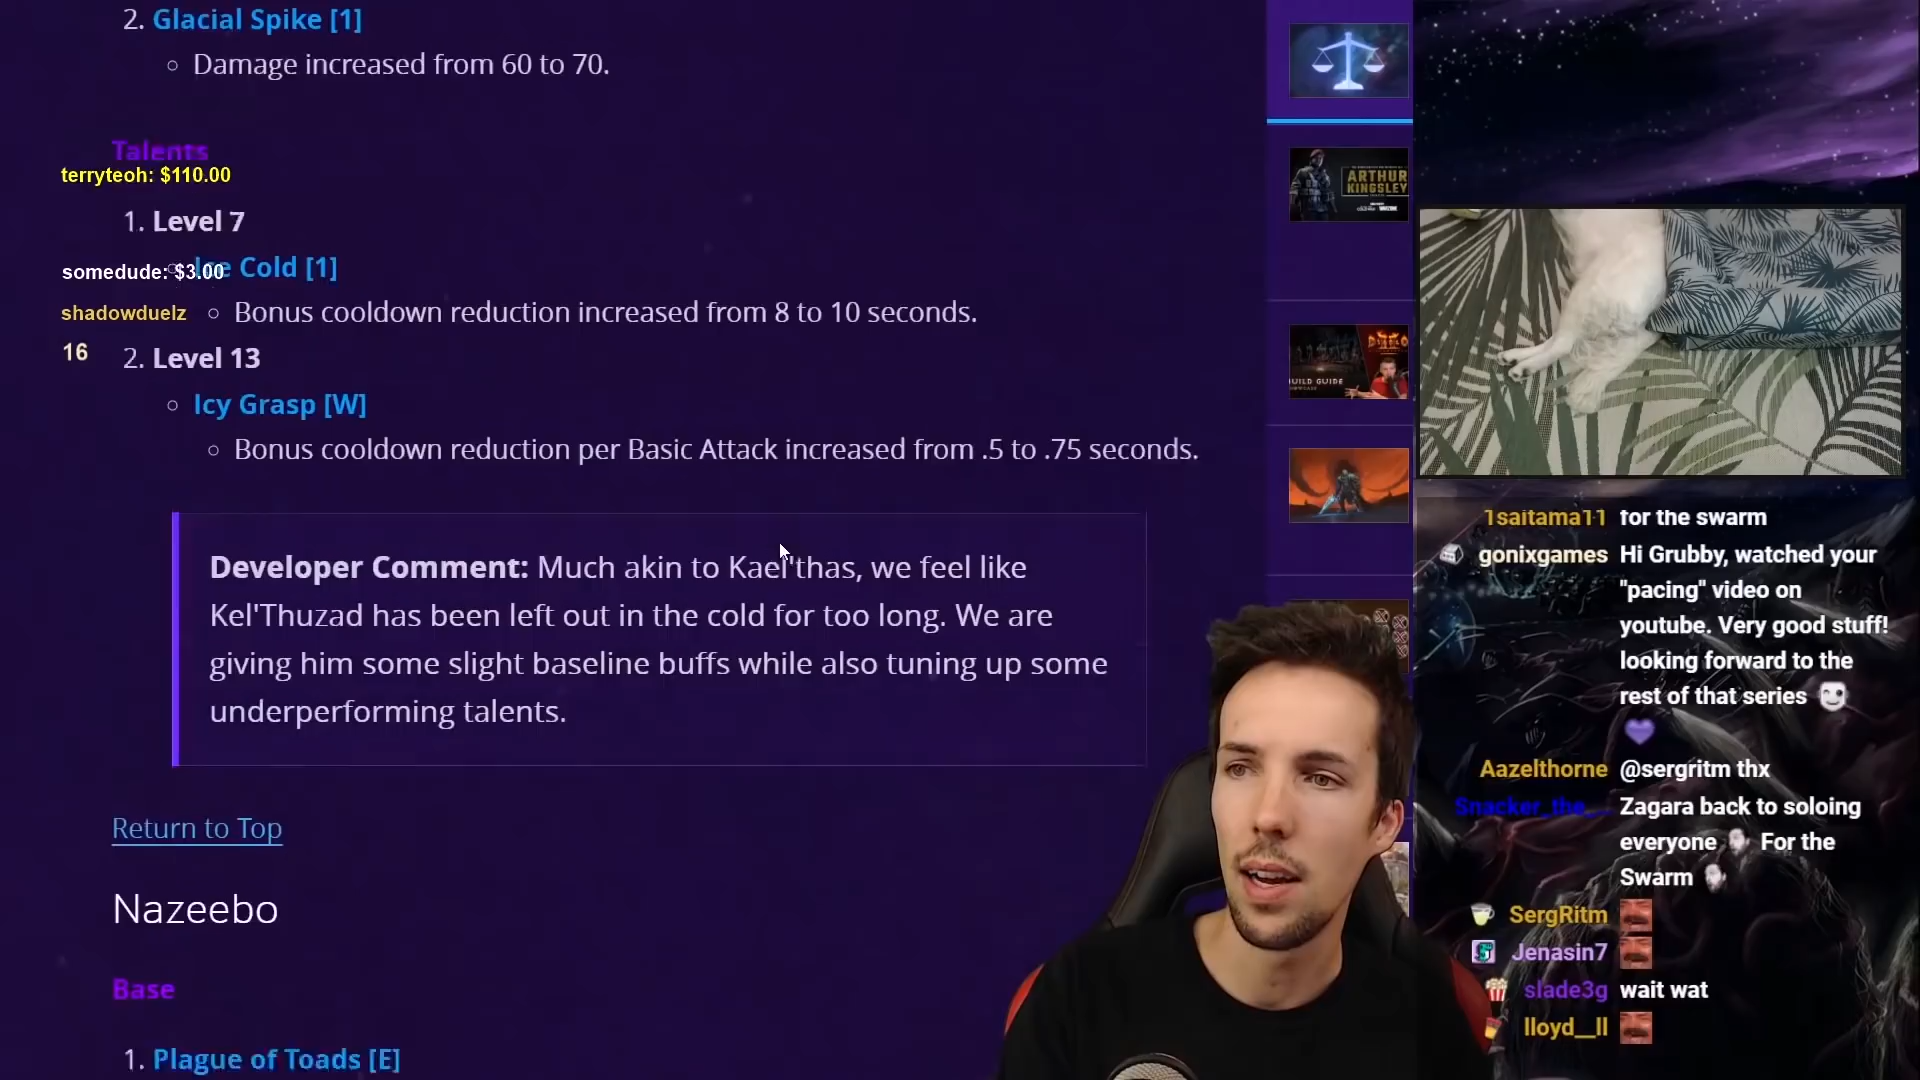 2. Glacial Spike [1]
Damage increased from 60 to 70.
Talents
terryteoh: $110.00
1. Level 7
Ice Cold [1]
somedude: $3.00
shadowduelz
Bonus cooldown reduction increased from 8 to 10 seconds.
16
2. Level 13
Icy Grasp [W]
Bonus cooldown reduction per Basic Attack increased from .5 to .75 seconds.
Developer Comment: Much akin to Kael'thas, we feel like
Kel'Thuzad has been left out in the cold for too long. We are
giving him some slight baseline buffs while also tuning up some
underperforming talents.
Return to Top
Nazeebo
Base
1. Plague of Toads [E]
ARTHUR
KINGSLEY
DIABLO
BUILD GUIDE
1saitama11 for the swarm
gonixgames Hi Grubby, watched your
"pacing" video on
youtube. Very good stuff!
looking forward to the
rest of that series
Aazelthorne @sergritm thx
Snacker_the_... Zagara back to soloing
everyone For the
Swarm
SergRitm
Jenasin7
slade3g wait wat
lloyd__ll